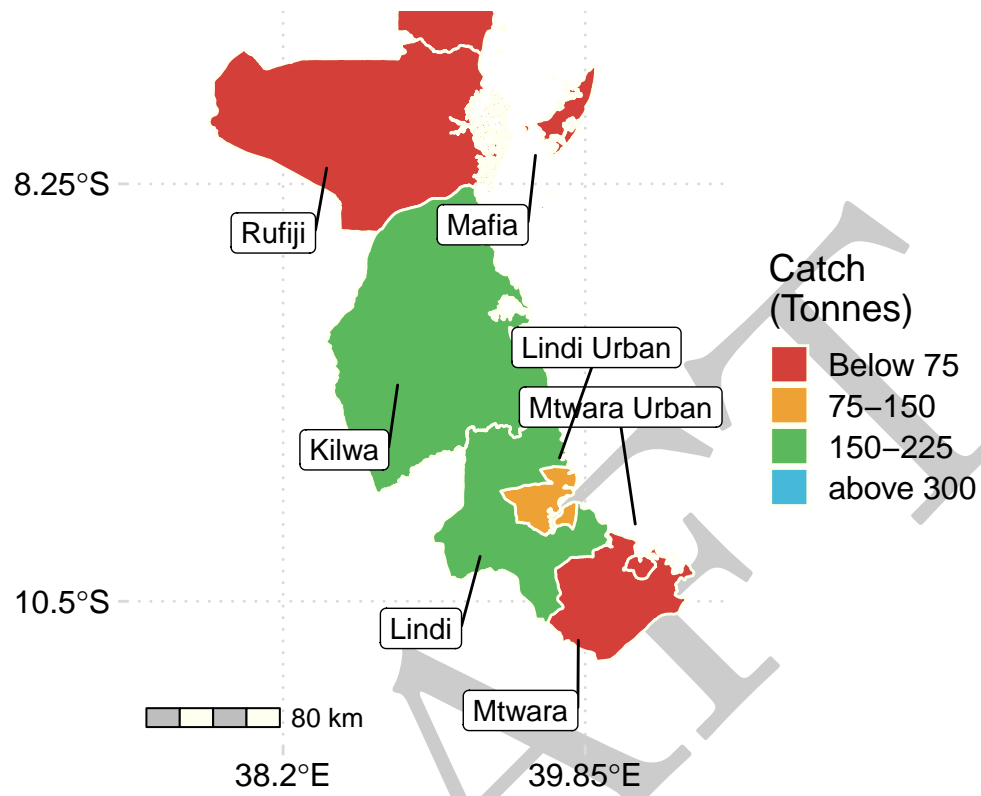 8.25°S
Rufiji
Mafia
Catch
(Tonnes)
Lindi Urban
Below 75
Mtwara Urban
75–150
Kilwa
150–225
above 300
10.5°S
Lindi
Mtwara
80 km
38.2°E
39.85°E
AFT